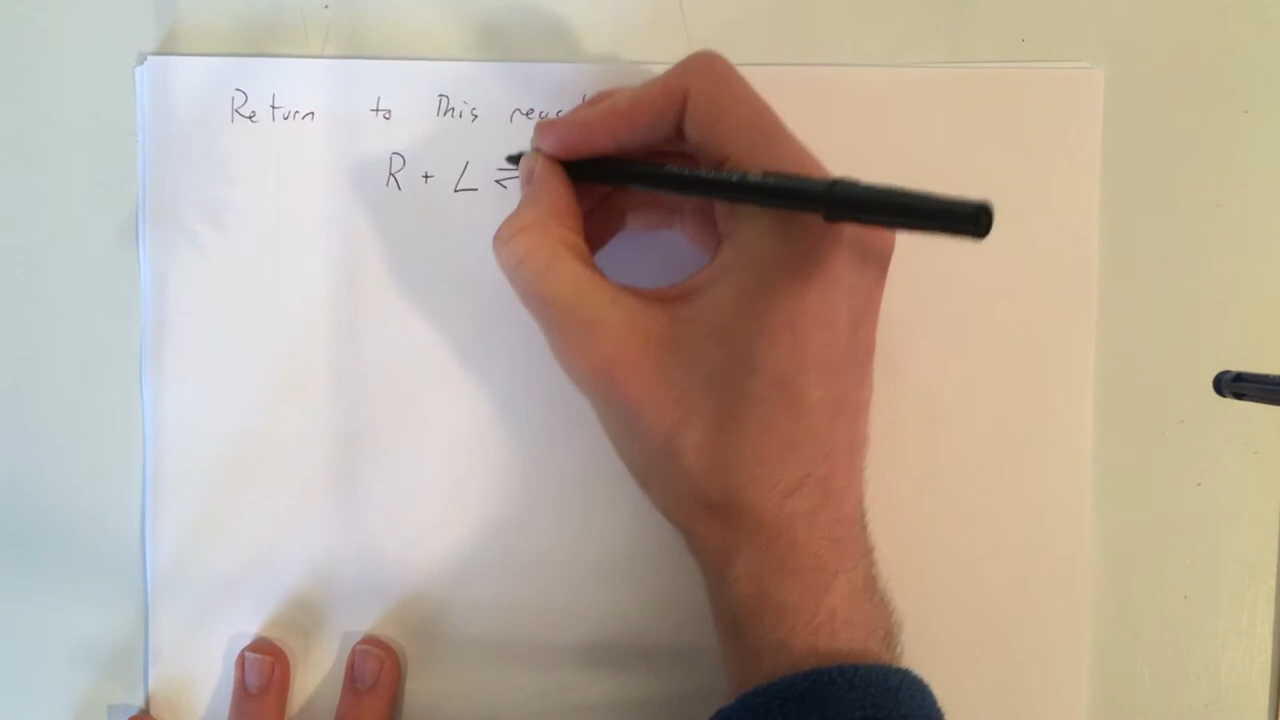 Return to this
R + L ⇌